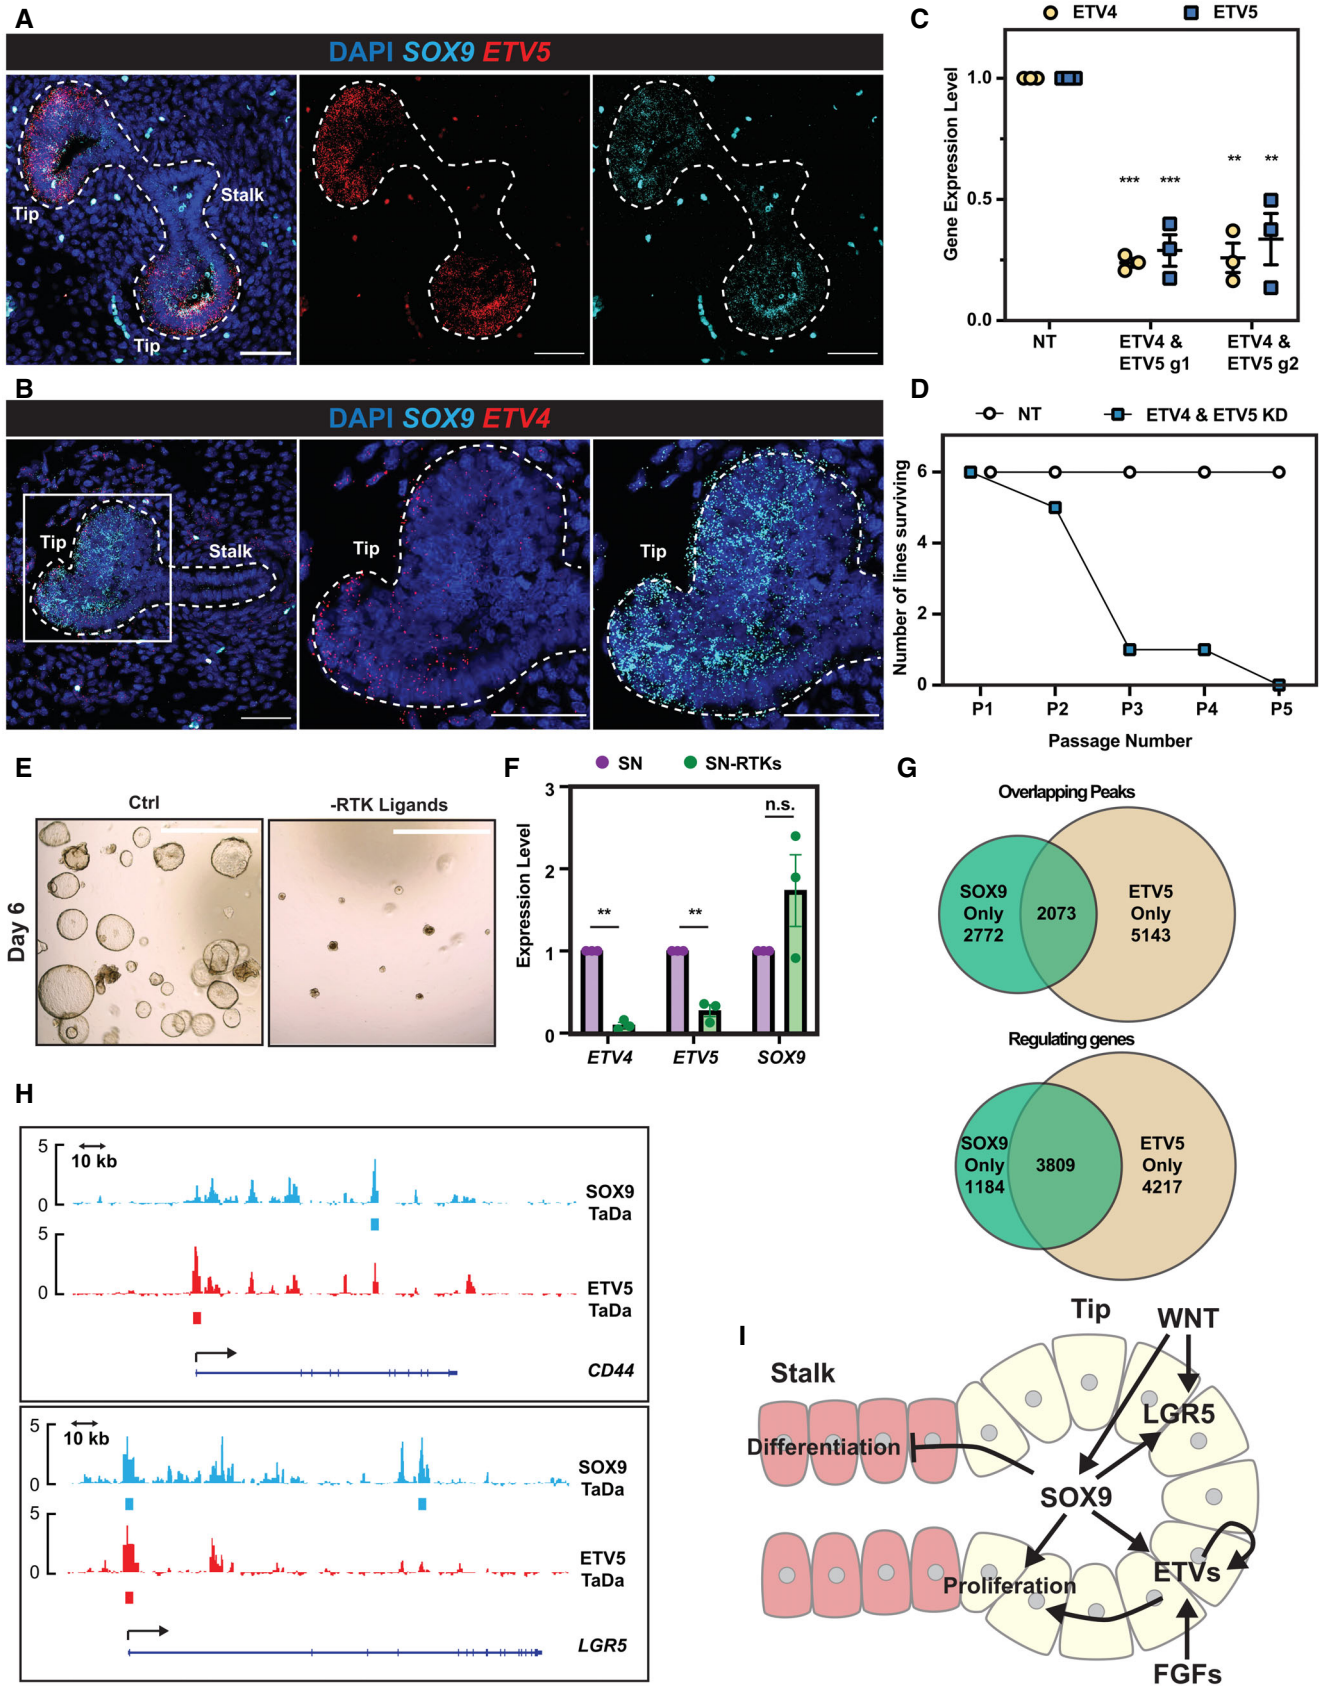 A
DAPI SOX9 ETV5
Tip
Stalk
Tip
B
DAPI SOX9 ETV4
Tip
Stalk
Tip
Tip
C
ETV4
ETV5
Gene Expression Level
1.0
0.5
0.0
***
***
**
**
NT
ETV4 &
ETV5 g1
ETV4 &
ETV5 g2
D
NT
ETV4 & ETV5 KD
Number of lines surviving
6
4
2
0
P1
P2
P3
P4
P5
Passage Number
E
Ctrl
-RTK Ligands
Day 6
F
SN
SN-RTKs
Expression Level
3
2
1
0
**
**
n.s.
ETV4
ETV5
SOX9
G
Overlapping Peaks
SOX9
Only
2772
2073
ETV5
Only
5143
Regulating genes
SOX9
Only
1184
3809
ETV5
Only
4217
H
5
10 kb
0
SOX9
TaDa
5
0
ETV5
TaDa
CD44
5
10 kb
0
SOX9
TaDa
5
0
ETV5
TaDa
LGR5
I
Tip
WNT
Stalk
LGR5
Differentiation
SOX9
ETVs
Proliferation
FGFs